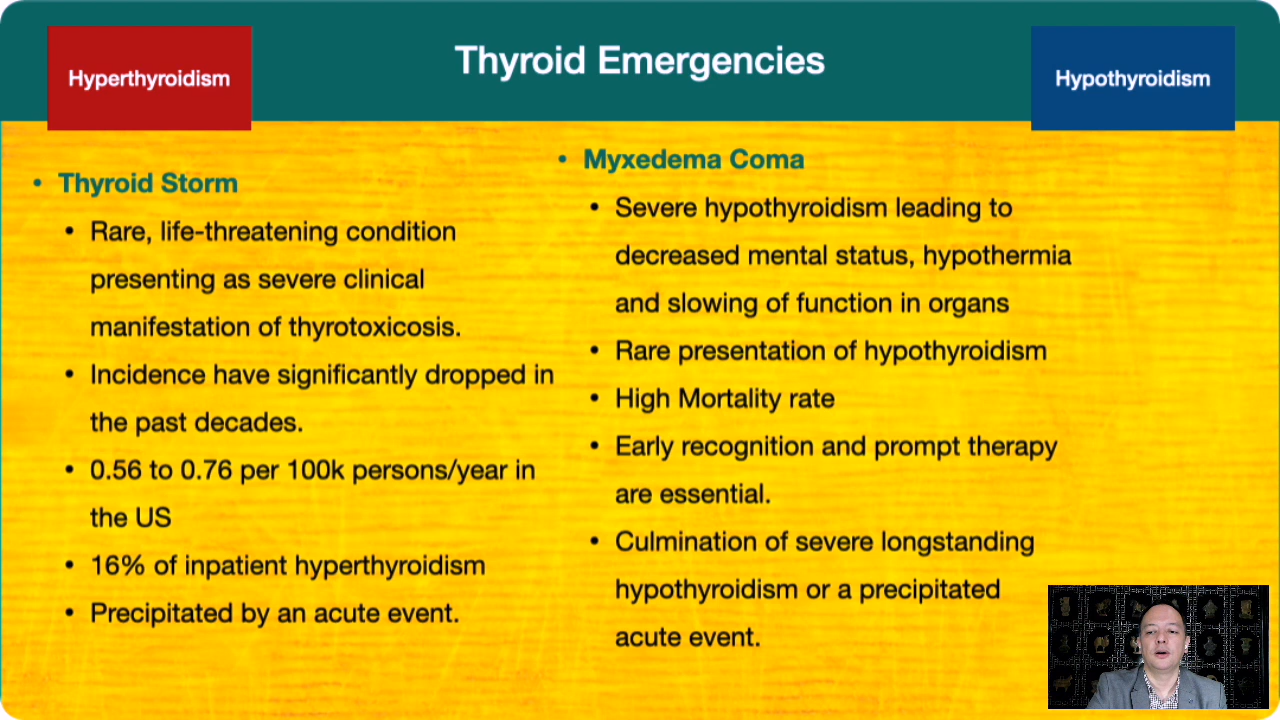 Hyperthyroidism
Thyroid Emergencies
Hypothyroidism
• Thyroid Storm
• Rare, life-threatening condition
presenting as severe clinical
manifestation of thyrotoxicosis.
• Incidence have significantly dropped in
the past decades.
• 0.56 to 0.76 per 100k persons/year in
the US
• 16% of inpatient hyperthyroidism
• Precipitated by an acute event.
• Myxedema Coma
• Severe hypothyroidism leading to
decreased mental status, hypothermia
and slowing of function in organs
• Rare presentation of hypothyroidism
• High Mortality rate
• Early recognition and prompt therapy
are essential.
• Culmination of severe longstanding
hypothyroidism or a precipitated
acute event.